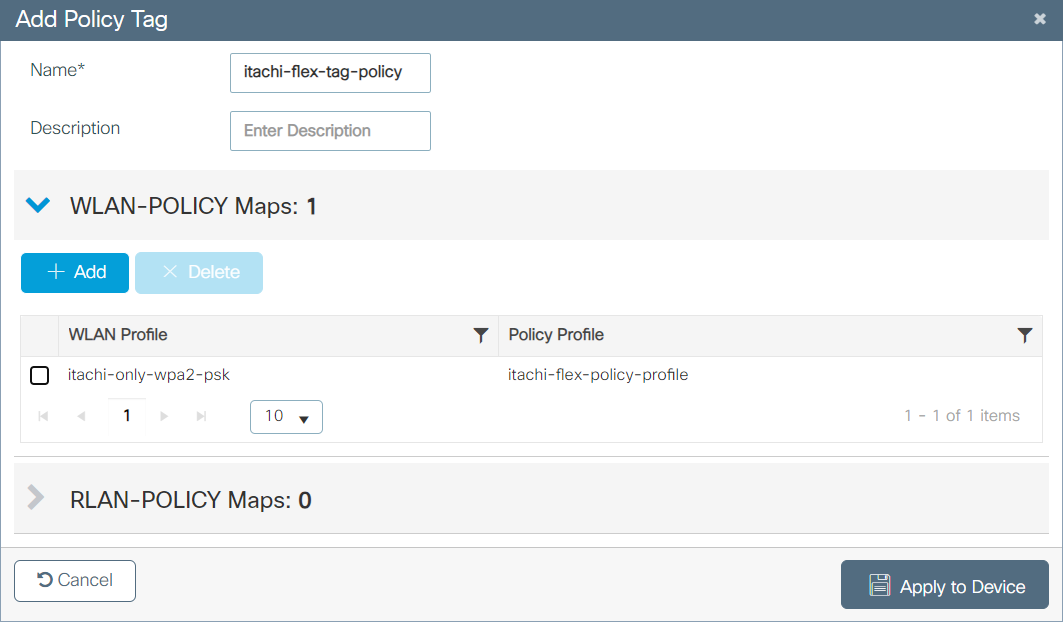 Add Policy Tag
Name* itachi-flex-tag-policy
Description Enter Description
WLAN-POLICY Maps: 1
Add Delete
WLAN Profile Policy Profile
itachi-only-wpa2-psk itachi-flex-policy-profile
1 10 1 - 1 of 1 items
RLAN-POLICY Maps: 0
Cancel Apply to Device